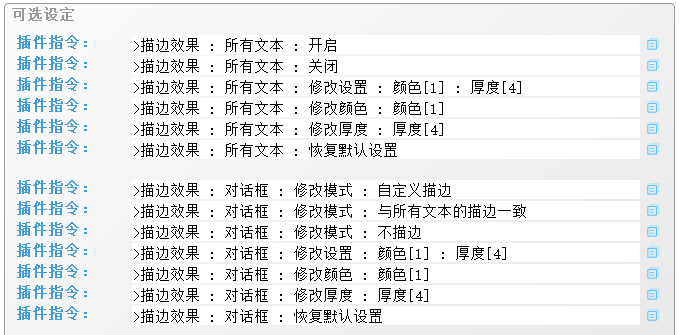 可选设定
插件指令： >描边效果 : 所有文本 : 开启
插件指令： >描边效果 : 所有文本 : 关闭
插件指令： >描边效果 : 所有文本 : 修改设置 : 颜色[1] : 厚度[4]
插件指令： >描边效果 : 所有文本 : 修改颜色 : 颜色[1]
插件指令： >描边效果 : 所有文本 : 修改厚度 : 厚度[4]
插件指令： >描边效果 : 所有文本 : 恢复默认设置
插件指令： >描边效果 : 对话框 : 修改模式 : 自定义描边
插件指令： >描边效果 : 对话框 : 修改模式 : 与所有文本的描边一致
插件指令： >描边效果 : 对话框 : 修改模式 : 不描边
插件指令： >描边效果 : 对话框 : 修改设置 : 颜色[1] : 厚度[4]
插件指令： >描边效果 : 对话框 : 修改颜色 : 颜色[1]
插件指令： >描边效果 : 对话框 : 修改厚度 : 厚度[4]
插件指令： >描边效果 : 对话框 : 恢复默认设置